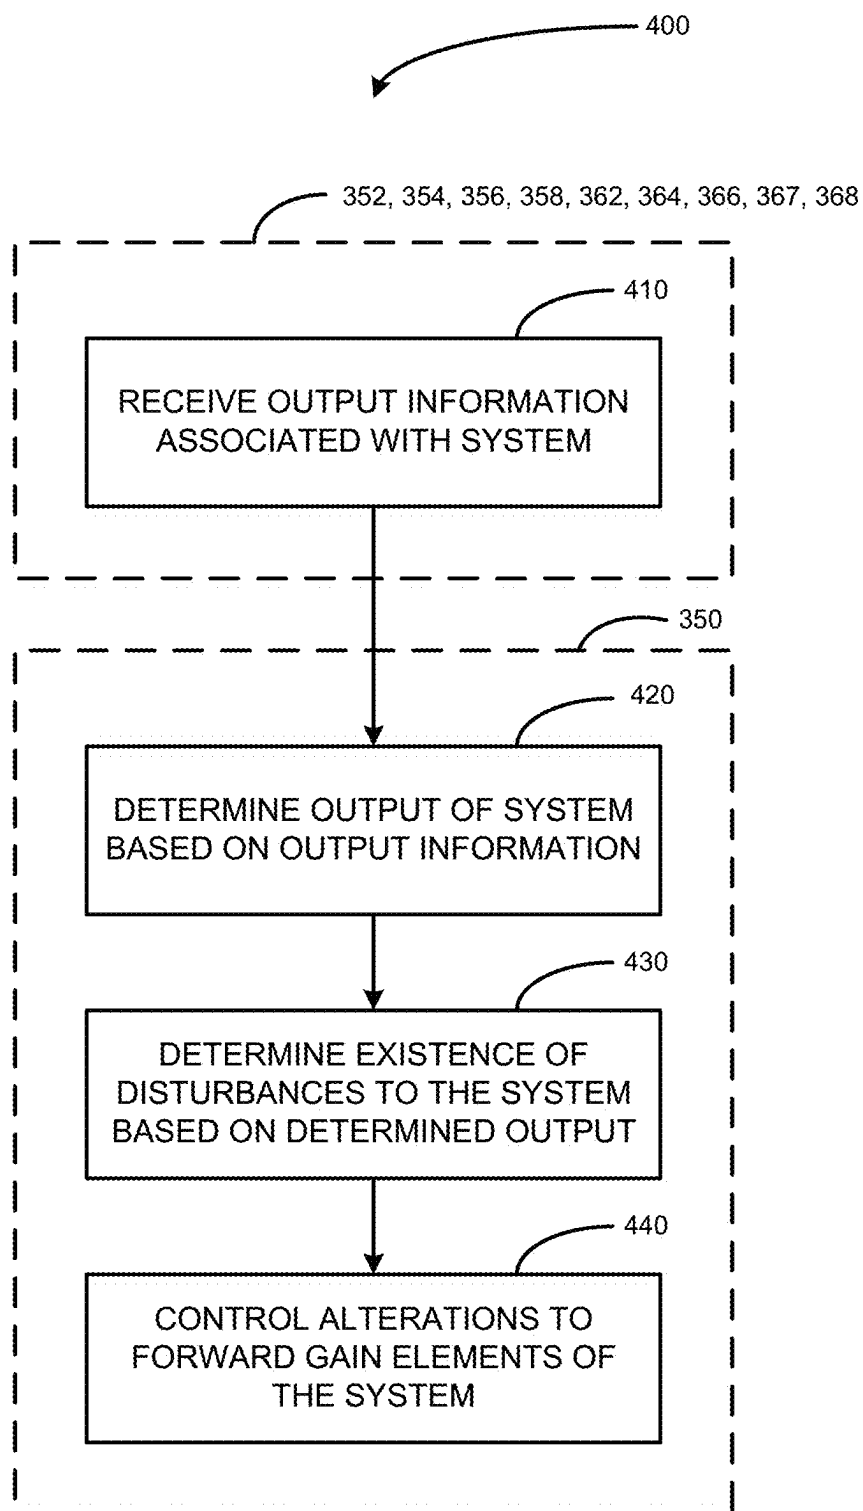 400
352, 354, 356, 358, 362, 364, 366, 367, 368
410
RECEIVE OUTPUT INFORMATION
ASSOCIATED WITH SYSTEM
350
420
DETERMINE OUTPUT OF SYSTEM
BASED ON OUTPUT INFORMATION
430
DETERMINE EXISTENCE OF
DISTURBANCES TO THE SYSTEM
BASED ON DETERMINED OUTPUT
440
CONTROL ALTERATIONS TO
FORWARD GAIN ELEMENTS OF
THE SYSTEM